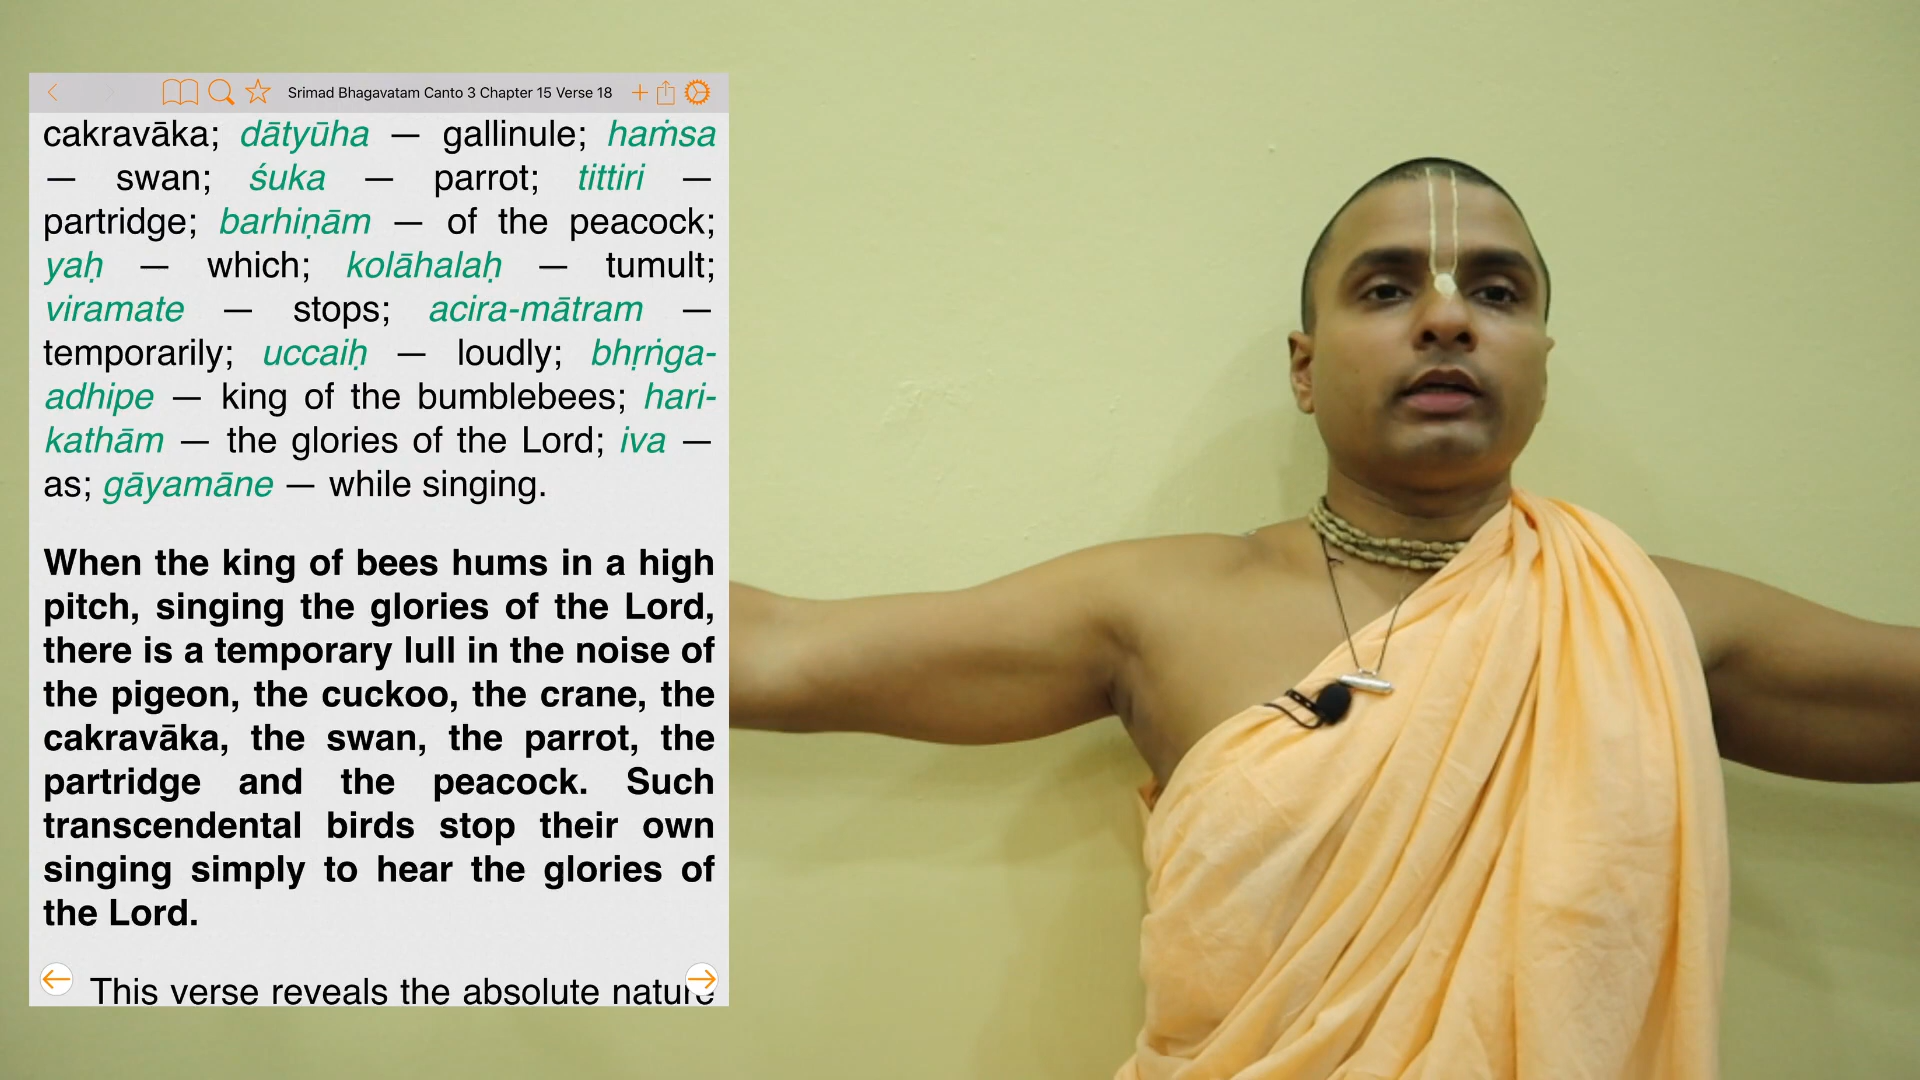 Srimad Bhagavatam Canto 3 Chapter 15 Verse 18
cakravāka; dātyūha — gallinule; haṁsa
— swan; śuka — parrot; tittiri —
partridge; barhiṇām — of the peacock;
yaḥ — which; kolāhalaḥ — tumult;
viramate — stops; acira-mātram —
temporarily; uccaiḥ — loudly; bhṛṅga-
adhipe — king of the bumblebees; hari-
kathām — the glories of the Lord; iva —
as; gāyamāne — while singing.
When the king of bees hums in a high
pitch, singing the glories of the Lord,
there is a temporary lull in the noise of
the pigeon, the cuckoo, the crane, the
cakravāka, the swan, the parrot, the
partridge and the peacock. Such
transcendental birds stop their own
singing simply to hear the glories of
the Lord.
This verse reveals the absolute nature